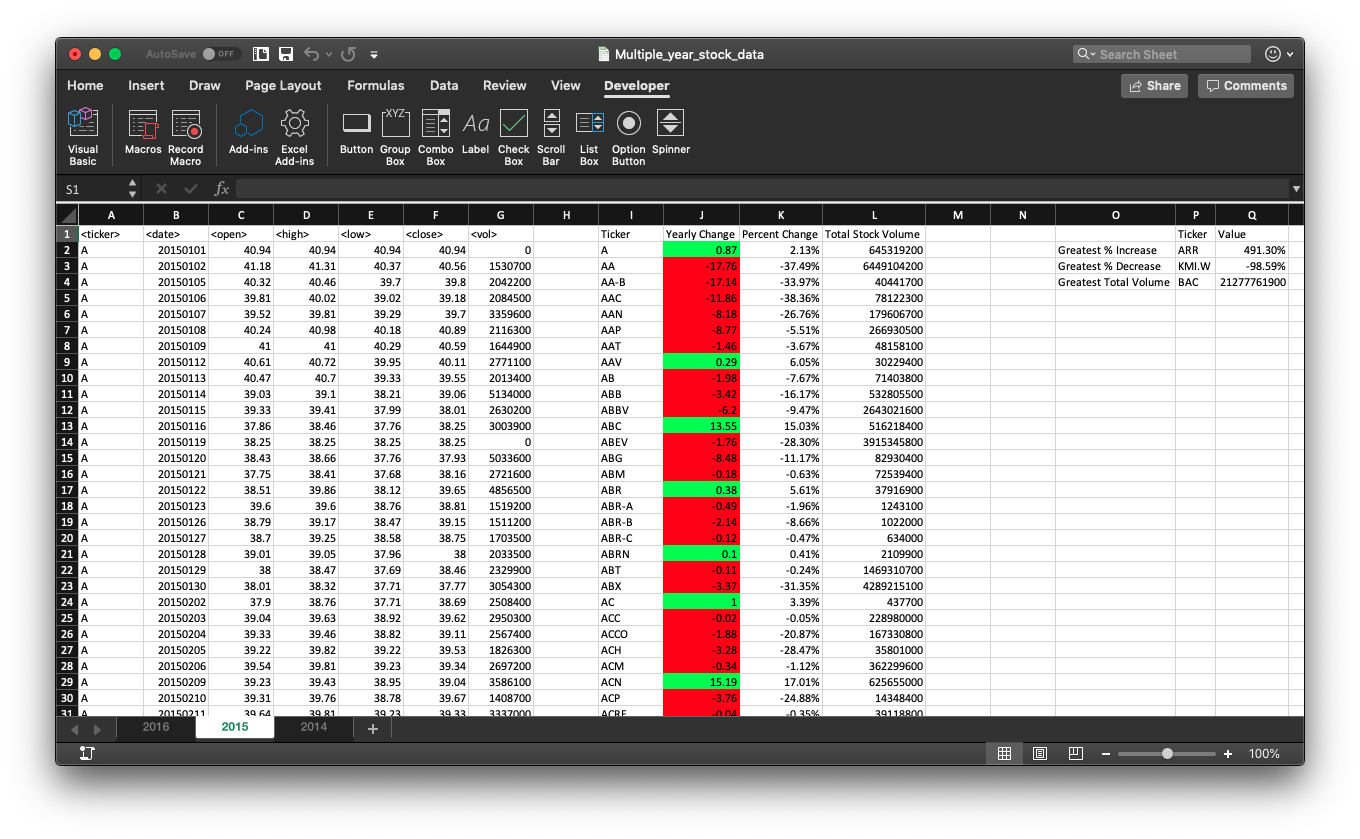 AutoSave OFF Multiple_year_stock_data Search Sheet
Home Insert Draw Page Layout Formulas Data Review View Developer Share Comments
XYZ Aa
Visual Basic Macros Record Macro Add-ins Excel Add-ins Button Group Box Combo Box Label Check Box Scroll Bar List Box Option Button Spinner
S1 fx
A B C D E F G H I J K L M N O P Q
1 <ticker> <date> <open> <high> <low> <close> <vol> Ticker Yearly Change Percent Change Total Stock Volume Ticker Value
2 A 20150101 40.94 40.94 40.94 40.94 0 A 0.87 2.13% 645319200 Greatest % Increase ARR 491.30%
3 A 20150102 41.18 41.31 40.37 40.56 1530700 AA -17.76 -37.49% 6449104200 Greatest % Decrease KMI.W -98.59%
4 A 20150105 40.32 40.46 39.7 39.8 2042200 AA-B -17.14 -33.97% 40441700 Greatest Total Volume BAC 21277761900
5 A 20150106 39.81 40.02 39.02 39.18 2084500 AAC -11.86 -38.36% 78122300
6 A 20150107 39.52 39.81 39.29 39.7 3359600 AAN -8.18 -26.76% 179606700
7 A 20150108 40.24 40.98 40.18 40.89 2116300 AAP -8.77 -5.51% 266930500
8 A 20150109 41 41 40.29 40.59 1644900 AAT -1.46 -3.67% 48158100
9 A 20150112 40.61 40.72 39.95 40.11 2771100 AAV 0.29 6.05% 30229400
10 A 20150113 40.47 40.7 39.33 39.55 2013400 AB -1.98 -7.67% 71403800
11 A 20150114 39.03 39.1 38.21 39.06 5134000 ABB -3.42 -16.17% 532805500
12 A 20150115 39.33 39.41 37.99 38.01 2630200 ABBV -6.2 -9.47% 2643021600
13 A 20150116 37.86 38.46 37.76 38.25 3003900 ABC 13.55 15.03% 516218400
14 A 20150119 38.25 38.25 38.25 38.25 0 ABEV -1.76 -28.30% 3915345800
15 A 20150120 38.43 38.66 37.76 37.93 5033600 ABG -8.48 -11.17% 82930400
16 A 20150121 37.75 38.41 37.68 38.16 2721600 ABM -0.18 -0.63% 72539400
17 A 20150122 38.51 39.86 38.12 39.65 4856500 ABR 0.38 5.61% 37916900
18 A 20150123 39.6 39.6 38.76 38.81 1519200 ABR-A -0.49 -1.96% 1243100
19 A 20150126 38.79 39.17 38.47 39.15 1511200 ABR-B -2.14 -8.66% 1022000
20 A 20150127 38.7 39.25 38.58 38.75 1703500 ABR-C -0.12 -0.47% 634000
21 A 20150128 39.01 39.05 37.96 38 2033500 ABRN 0.1 0.41% 2109900
22 A 20150129 38 38.47 37.69 38.46 2329900 ABT -0.11 -0.24% 1469310700
23 A 20150130 38.01 38.32 37.71 37.77 3054300 ABX -3.37 -31.35% 4289215100
24 A 20150202 37.9 38.76 37.71 38.69 2508400 AC 1 3.39% 437700
25 A 20150203 39.04 39.63 38.92 39.62 2950300 ACC -0.02 -0.05% 228980000
26 A 20150204 39.33 39.46 38.82 39.11 2567400 ACCO -1.88 -20.87% 167330800
27 A 20150205 39.22 39.82 39.22 39.53 1826300 ACH -3.28 -28.47% 35801000
28 A 20150206 39.54 39.81 39.23 39.34 2697200 ACM -0.34 -1.12% 362299600
29 A 20150209 39.23 39.43 38.95 39.04 3586100 ACN 15.19 17.01% 625655000
30 A 20150210 39.31 39.76 38.78 39.67 1408700 ACP -3.76 -24.88% 14348400
31 A 20150211 39.64 39.81 39.23 39.33 3337000 ACRE -0.04 -0.35% 39118800
2016 2015 2014
100%